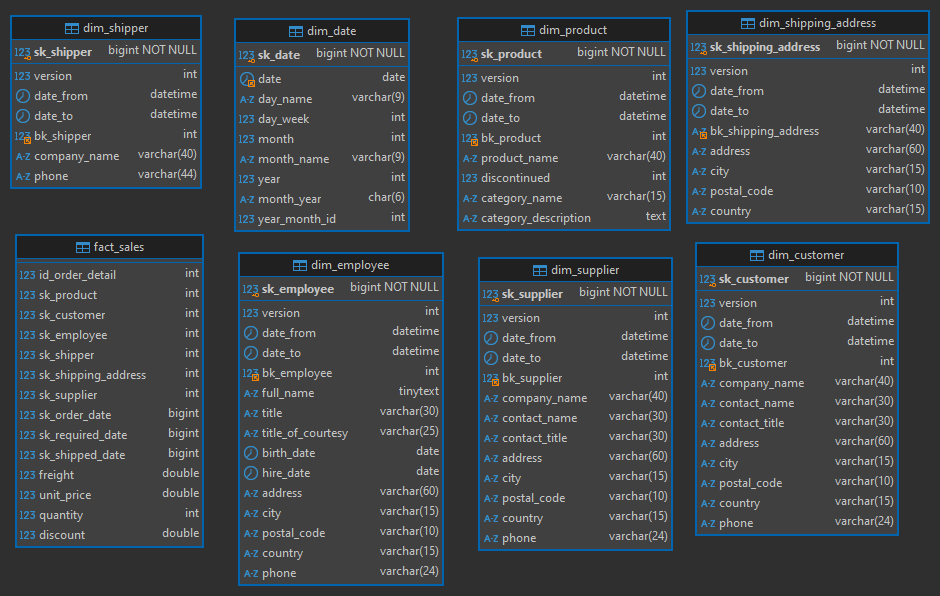 dim_shipper
123 sk_shipper bigint NOT NULL
123 version int
date_from datetime
date_to datetime
123 bk_shipper int
A-Z company_name varchar(40)
A-Z phone varchar(44)
dim_date
123 sk_date bigint NOT NULL
date date
A-Z day_name varchar(9)
123 day_week int
123 month int
A-Z month_name varchar(9)
123 year int
A-Z month_year char(6)
123 year_month_id int
dim_product
123 sk_product bigint NOT NULL
123 version int
date_from datetime
date_to datetime
123 bk_product int
A-Z product_name varchar(40)
123 discontinued int
A-Z category_name varchar(15)
A-Z category_description text
dim_shipping_address
123 sk_shipping_address bigint NOT NULL
123 version int
date_from datetime
date_to datetime
A-Z bk_shipping_address varchar(40)
A-Z address varchar(60)
A-Z city varchar(15)
A-Z postal_code varchar(10)
A-Z country varchar(15)
fact_sales
123 id_order_detail int
123 sk_product int
123 sk_customer int
123 sk_employee int
123 sk_shipper int
123 sk_shipping_address int
123 sk_supplier int
123 sk_order_date bigint
123 sk_required_date bigint
123 sk_shipped_date bigint
123 freight double
123 unit_price double
123 quantity int
123 discount double
dim_employee
123 sk_employee bigint NOT NULL
123 version int
date_from datetime
date_to datetime
123 bk_employee int
A-Z full_name tinytext
A-Z title varchar(30)
A-Z title_of_courtesy varchar(25)
birth_date date
hire_date date
A-Z address varchar(60)
A-Z city varchar(15)
A-Z postal_code varchar(10)
A-Z country varchar(15)
A-Z phone varchar(24)
dim_supplier
123 sk_supplier bigint NOT NULL
123 version int
date_from datetime
date_to datetime
123 bk_supplier int
A-Z company_name varchar(40)
A-Z contact_name varchar(30)
A-Z contact_title varchar(30)
A-Z address varchar(60)
A-Z city varchar(15)
A-Z postal_code varchar(10)
A-Z country varchar(15)
A-Z phone varchar(24)
dim_customer
123 sk_customer bigint NOT NULL
123 version int
date_from datetime
date_to datetime
123 bk_customer int
A-Z company_name varchar(40)
A-Z contact_name varchar(30)
A-Z contact_title varchar(30)
A-Z address varchar(60)
A-Z city varchar(15)
A-Z postal_code varchar(10)
A-Z country varchar(15)
A-Z phone varchar(24)